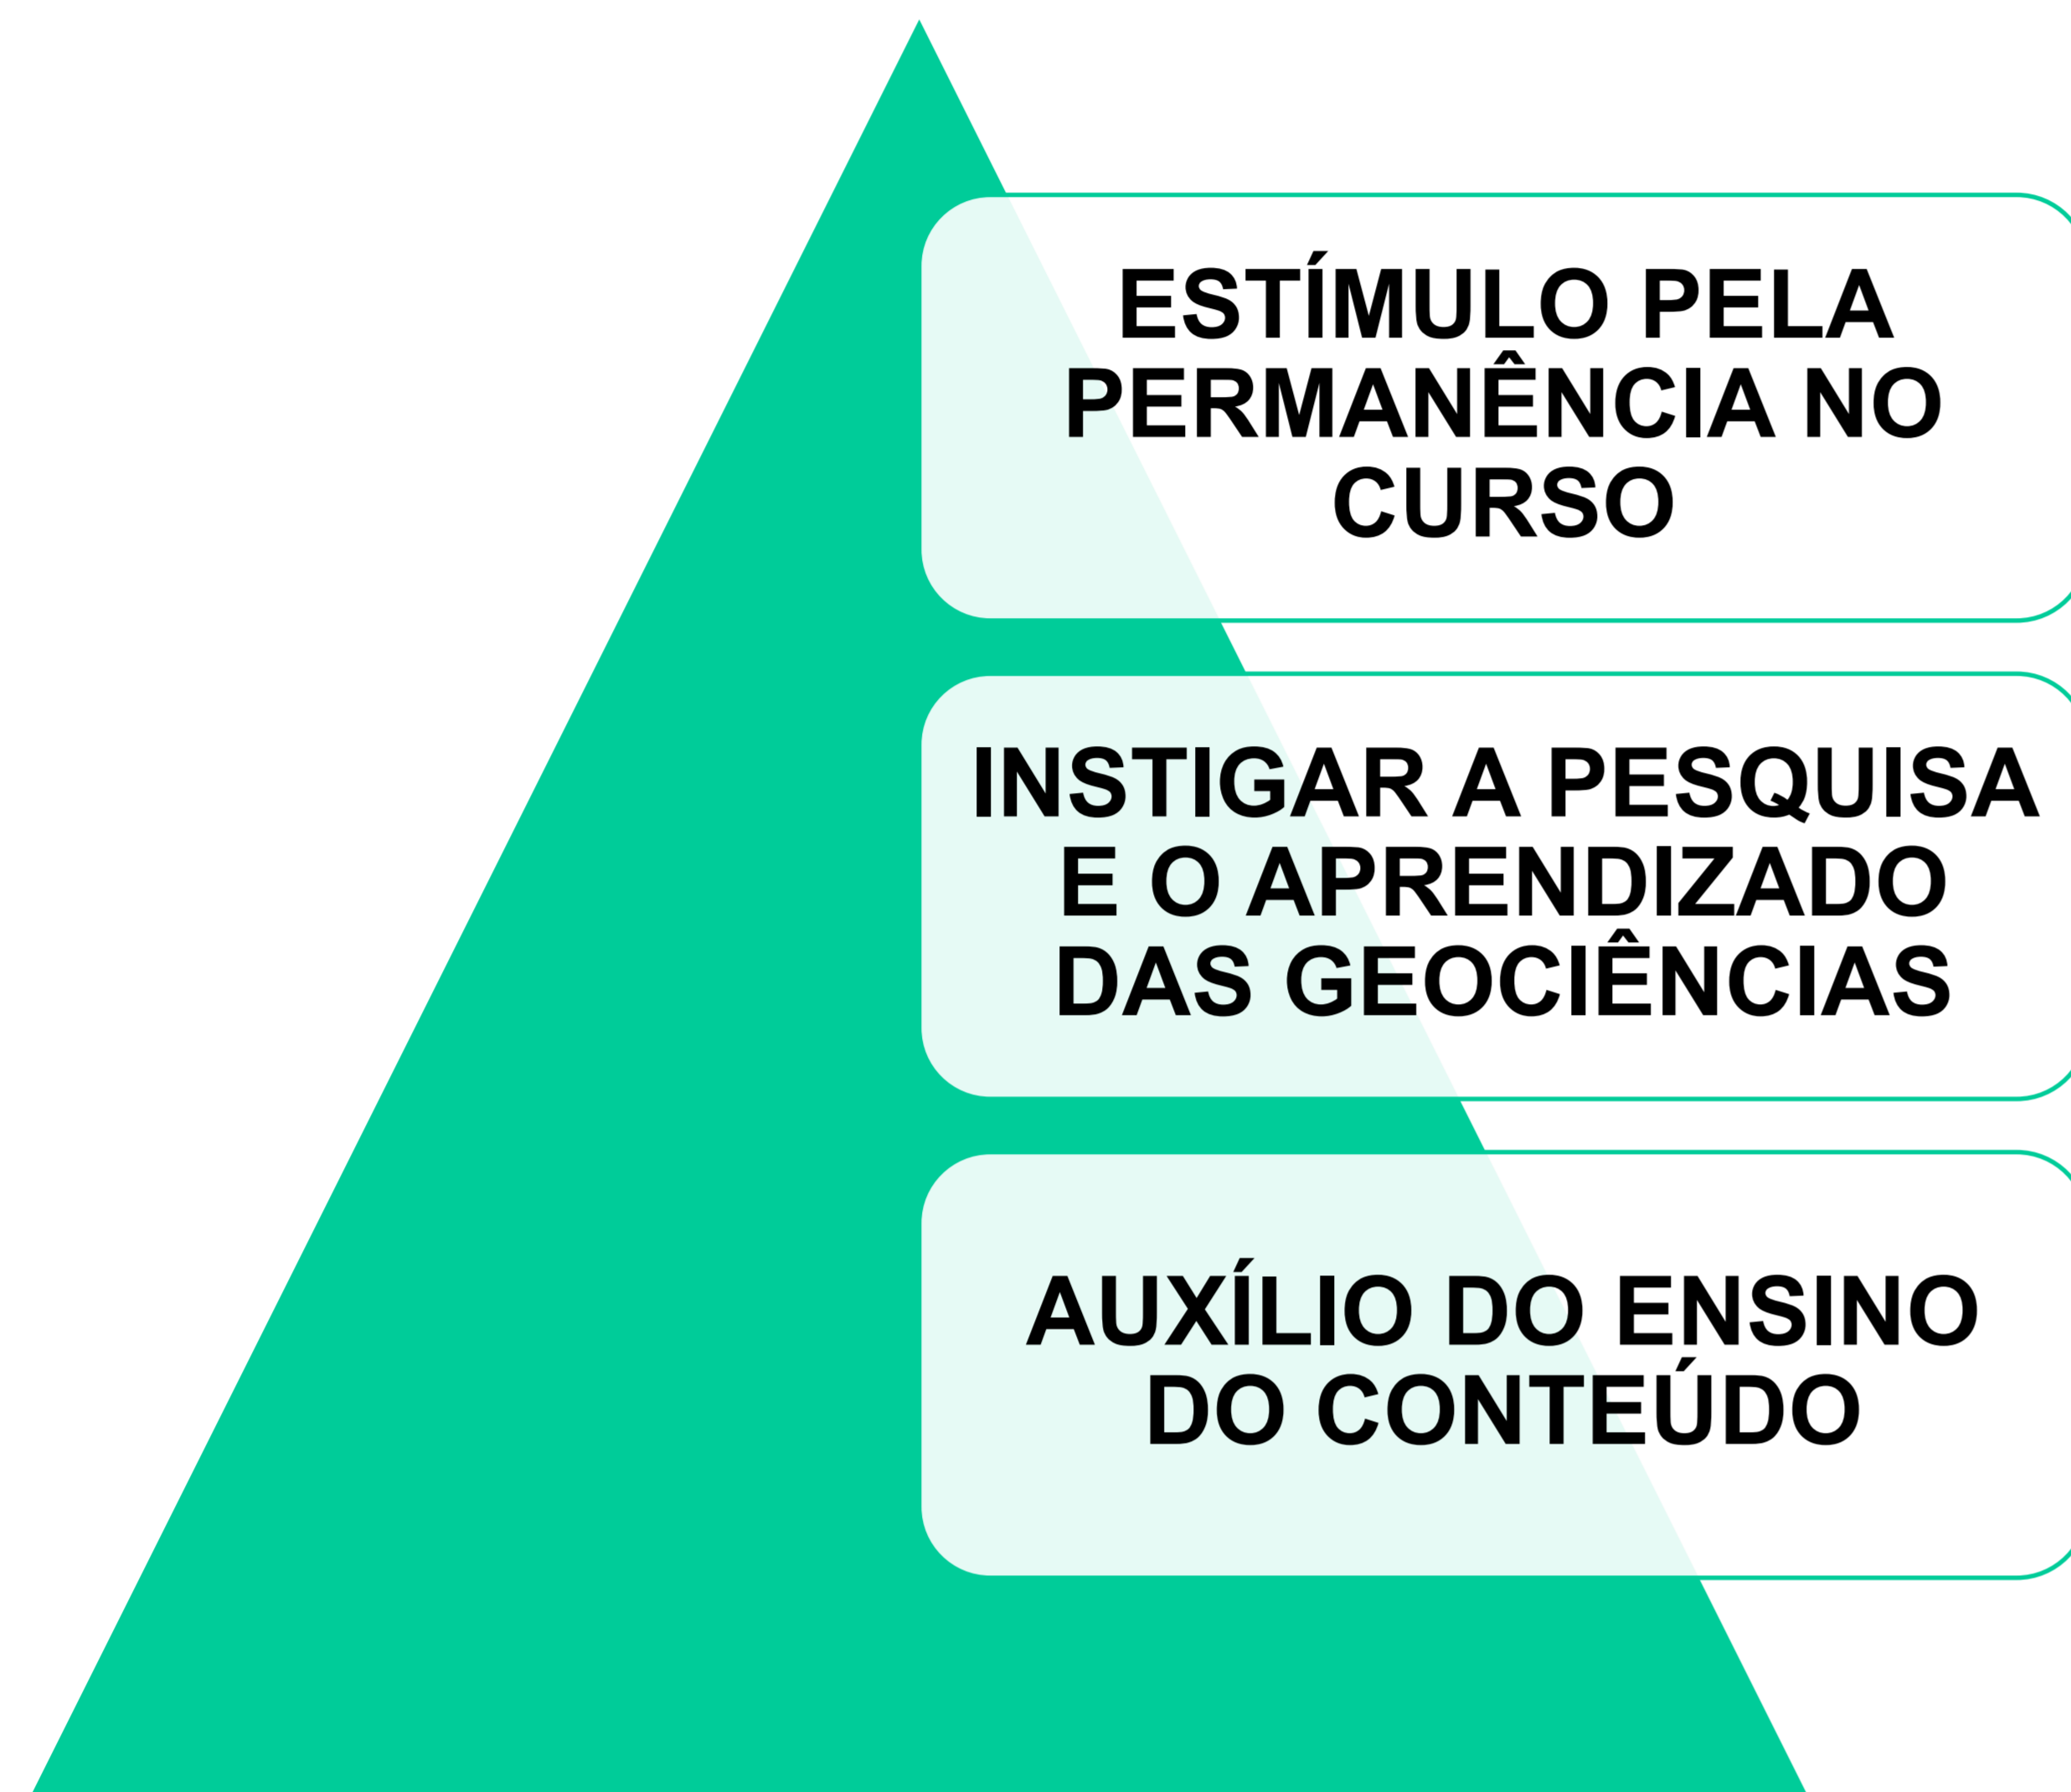 ESTÍMULO PELA
PERMANÊNCIA NO
CURSO
INSTIGAR A PESQUISA
E O APRENDIZADO
DAS GEOCIÊNCIAS
AUXÍLIO DO ENSINO
DO CONTEÚDO